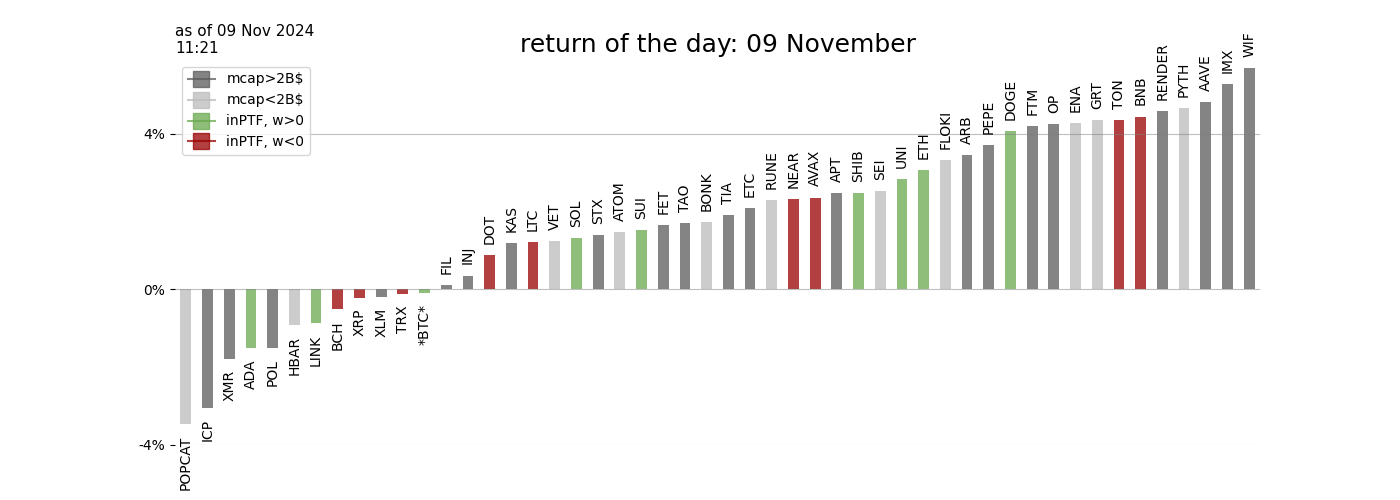 as of 09 Nov 2024
11:21
return of the day: 09 November
mcap>2B$
mcap<2B$
inPTF, w>0
inPTF, w<0
4%
0%
-4%
POPCAT
ICP
XMR
ADA
POL
HBAR
LINK
BCH
XRP
XLM
TRX
*BTC*
FIL
INJ
DOT
KAS
LTC
VET
SOL
STX
ATOM
SUI
FET
TAO
BONK
TIA
ETC
RUNE
NEAR
AVAX
APT
SHIB
SEI
UNI
ETH
FLOKI
ARB
PEPE
DOGE
FTM
OP
ENA
GRT
TON
BNB
RENDER
PYTH
AAVE
IMX
WIF